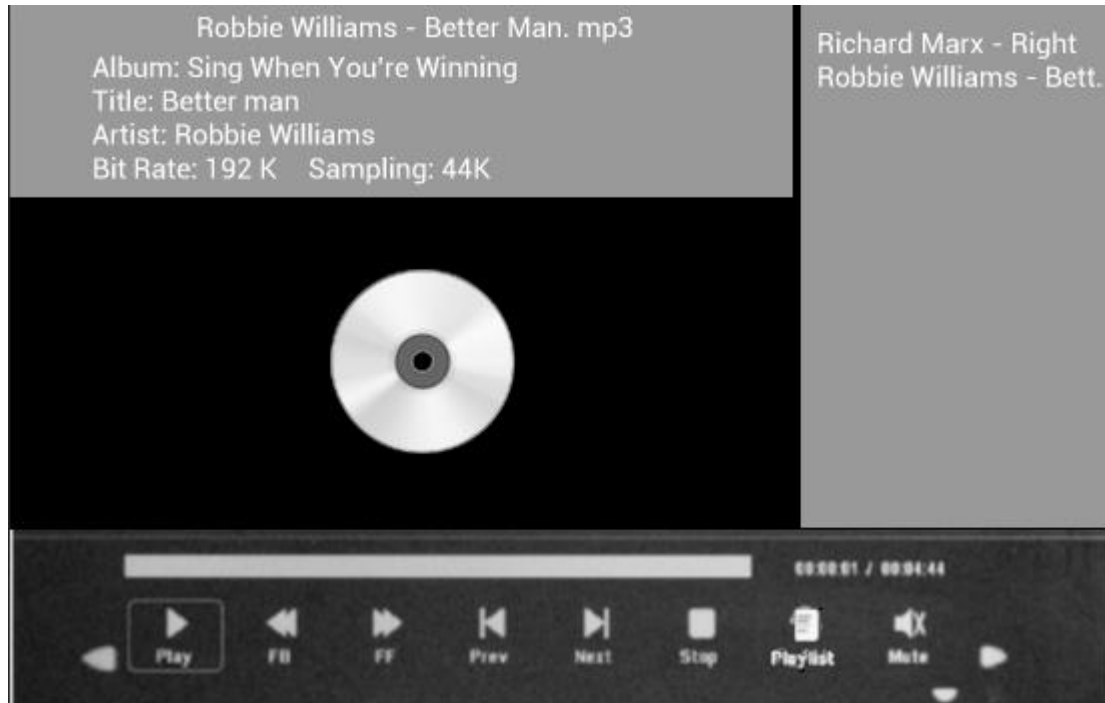 Robbie Williams - Better Man. mp3
Album: Sing When You're Winning
Title: Better man
Artist: Robbie Williams
Bit Rate: 192 K Sampling: 44K
Richard Marx - Right
Robbie Williams - Bett.
00:00:01 / 00:04:44
Play FB FF Prev Next Stop Playlist Mute